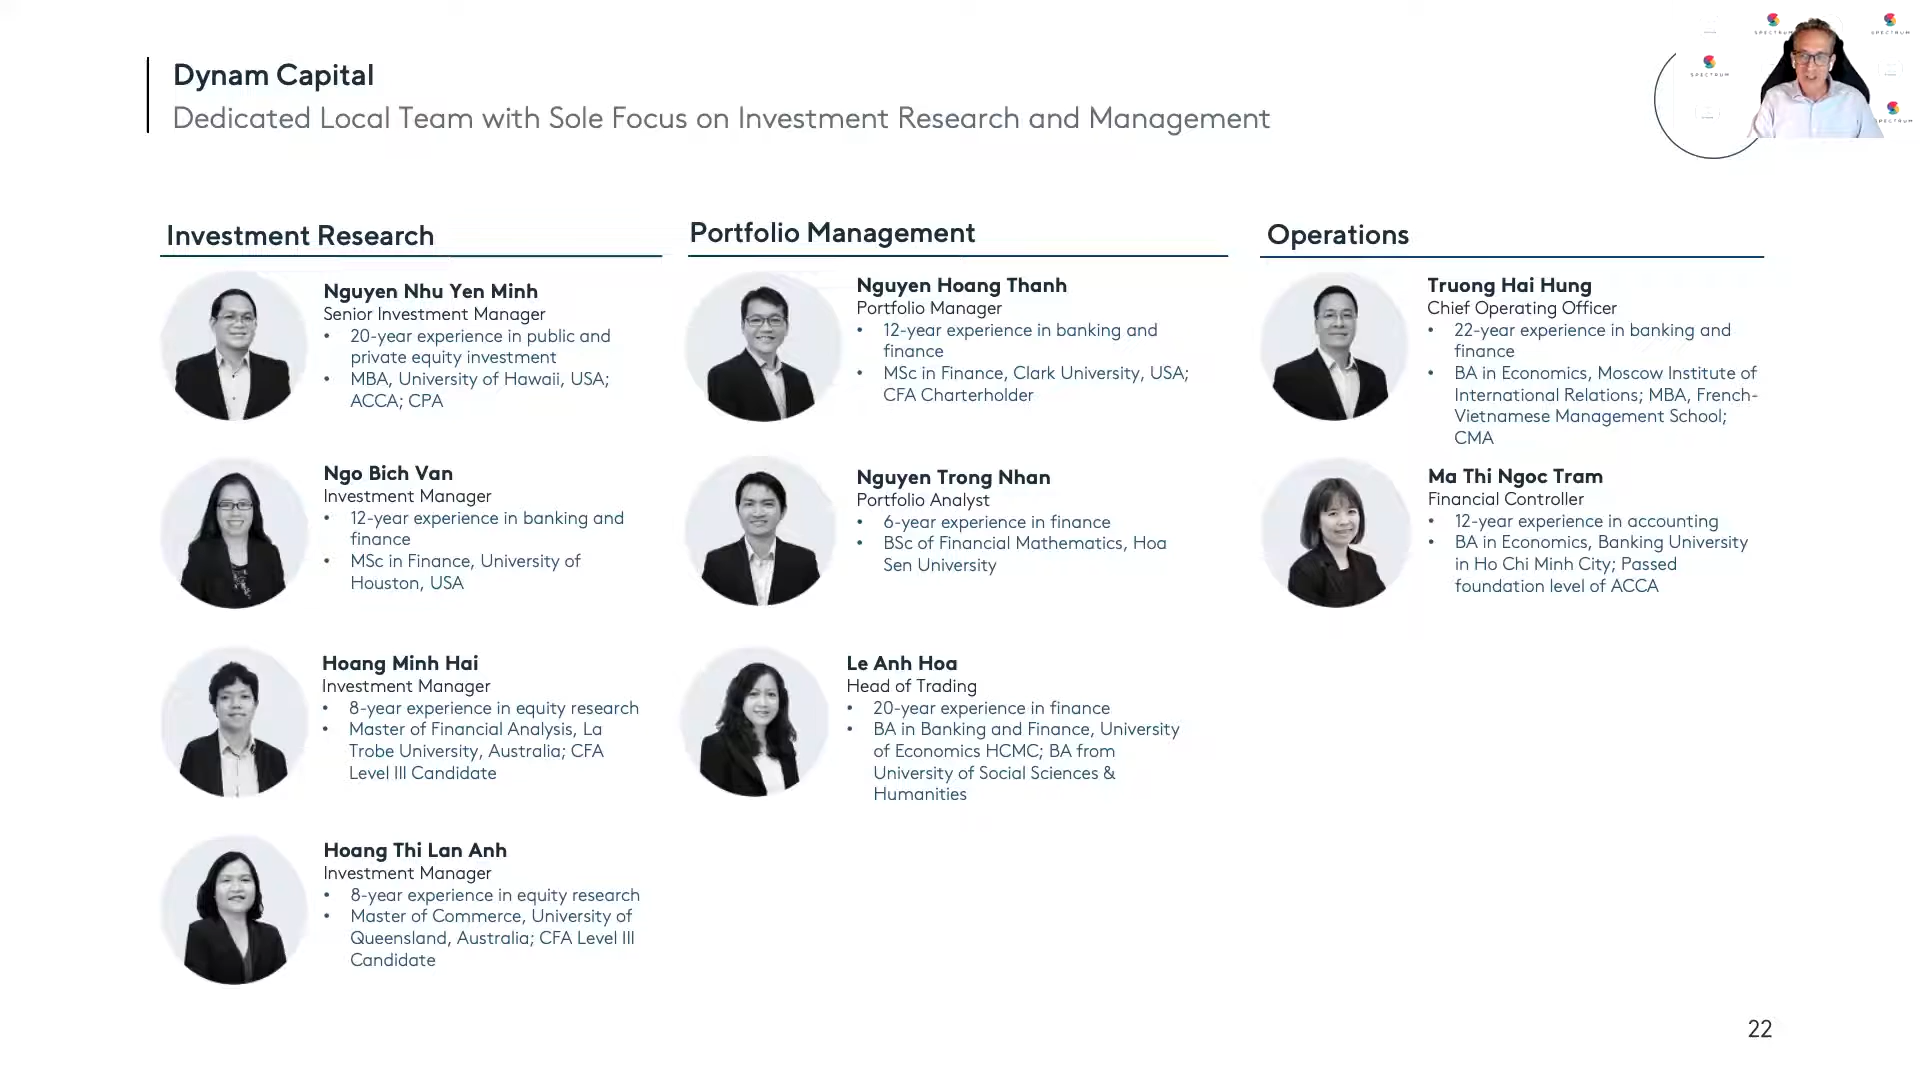 Dynam Capital
Dedicated Local Team with Sole Focus on Investment Research and Management
SPECTRUM
SPECTRUM
SPECTRUM
Investment Research
Nguyen Nhu Yen Minh
Senior Investment Manager
• 20-year experience in public and
private equity investment
• MBA, University of Hawaii, USA;
ACCA; CPA
Ngo Bich Van
Investment Manager
• 12-year experience in banking and
finance
• MSc in Finance, University of
Houston, USA
Hoang Minh Hai
Investment Manager
• 8-year experience in equity research
• Master of Financial Analysis, La
Trobe University, Australia; CFA
Level III Candidate
Hoang Thi Lan Anh
Investment Manager
• 8-year experience in equity research
• Master of Commerce, University of
Queensland, Australia; CFA Level III
Candidate
Portfolio Management
Nguyen Hoang Thanh
Portfolio Manager
• 12-year experience in banking and
finance
• MSc in Finance, Clark University, USA;
CFA Charterholder
Nguyen Trong Nhan
Portfolio Analyst
• 6-year experience in finance
• BSc of Financial Mathematics, Hoa
Sen University
Le Anh Hoa
Head of Trading
• 20-year experience in finance
• BA in Banking and Finance, University
of Economics HCMC; BA from
University of Social Sciences &
Humanities
Operations
Truong Hai Hung
Chief Operating Officer
• 22-year experience in banking and
finance
• BA in Economics, Moscow Institute of
International Relations; MBA, French-
Vietnamese Management School;
CMA
Ma Thi Ngoc Tram
Financial Controller
• 12-year experience in accounting
• BA in Economics, Banking University
in Ho Chi Minh City; Passed
foundation level of ACCA
22